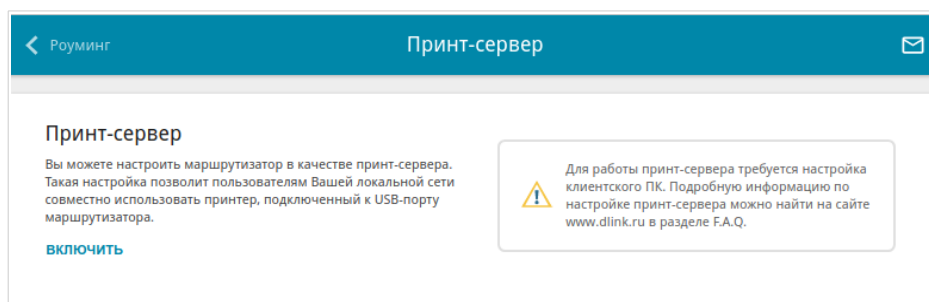 Роуминг
Принт-сервер
Принт-сервер
Вы можете настроить маршрутизатор в качестве принт-сервера.
Такая настройка позволит пользователям Вашей локальной сети
совместно использовать принтер, подключенный к USB-порту
маршрутизатора.
ВКЛЮЧИТЬ
Для работы принт-сервера требуется настройка
клиентского ПК. Подробную информацию по
настройке принт-сервера можно найти на сайте
www.dlink.ru в разделе F.A.Q.